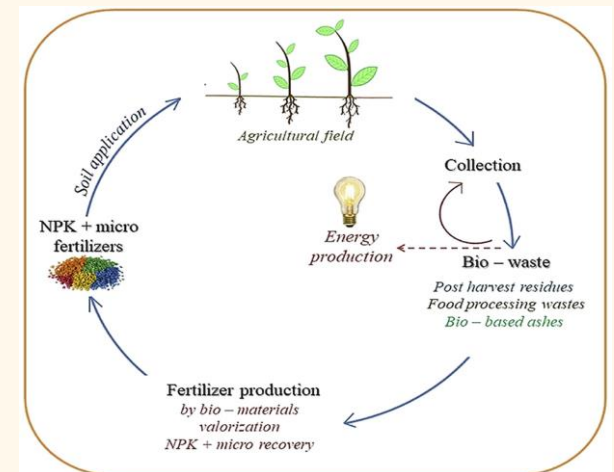 Agricultural field
Soil application
Collection
Energy
production
NPK + micro
fertilizers
Bio – waste
Post harvest residues
Food processing wastes
Bio – based ashes
Fertilizer production
by bio – materials
valorization
NPK + micro recovery